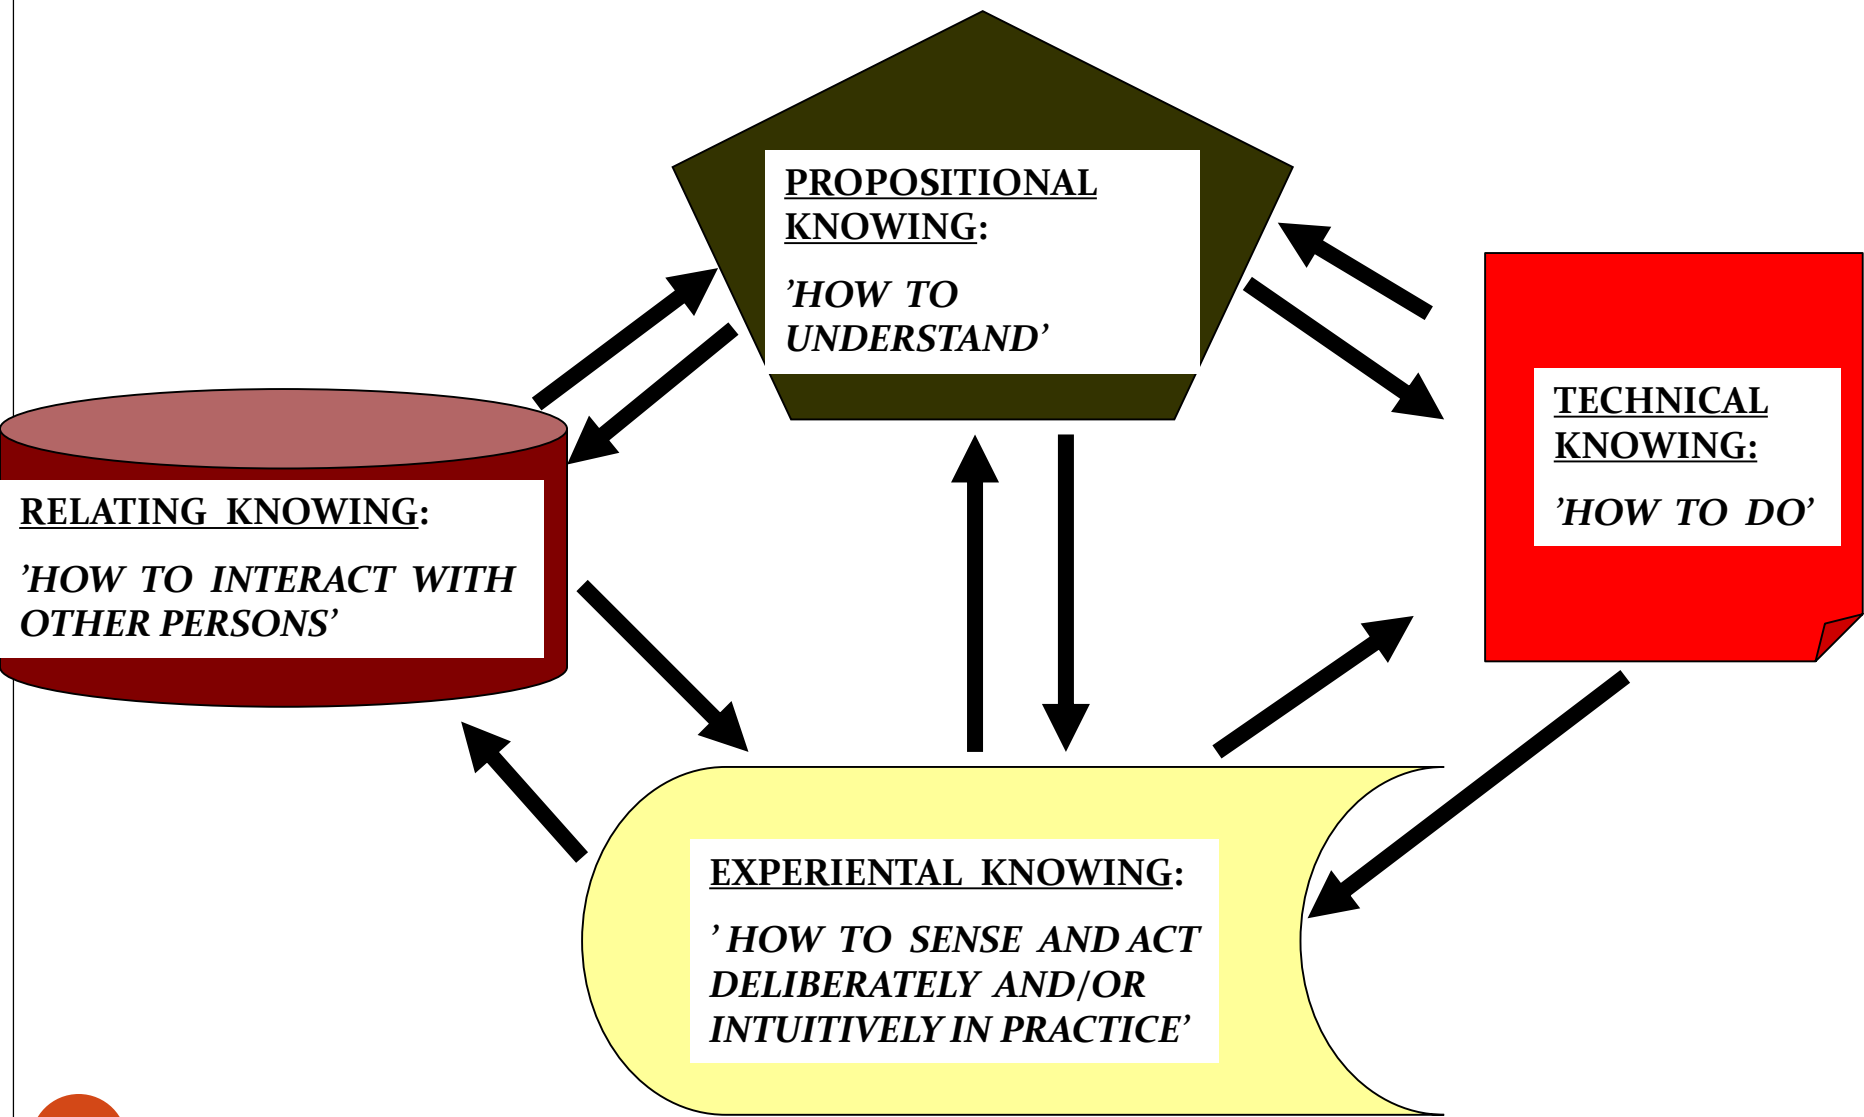 PROPOSITIONAL
KNOWING:
’HOW TO
UNDERSTAND’
TECHNICAL
KNOWING:
’HOW TO DO’
RELATING KNOWING:
’HOW TO INTERACT WITH
OTHER PERSONS’
EXPERIENTAL KNOWING:
’ HOW TO SENSE AND ACT
DELIBERATELY AND/OR
INTUITIVELY IN PRACTICE’